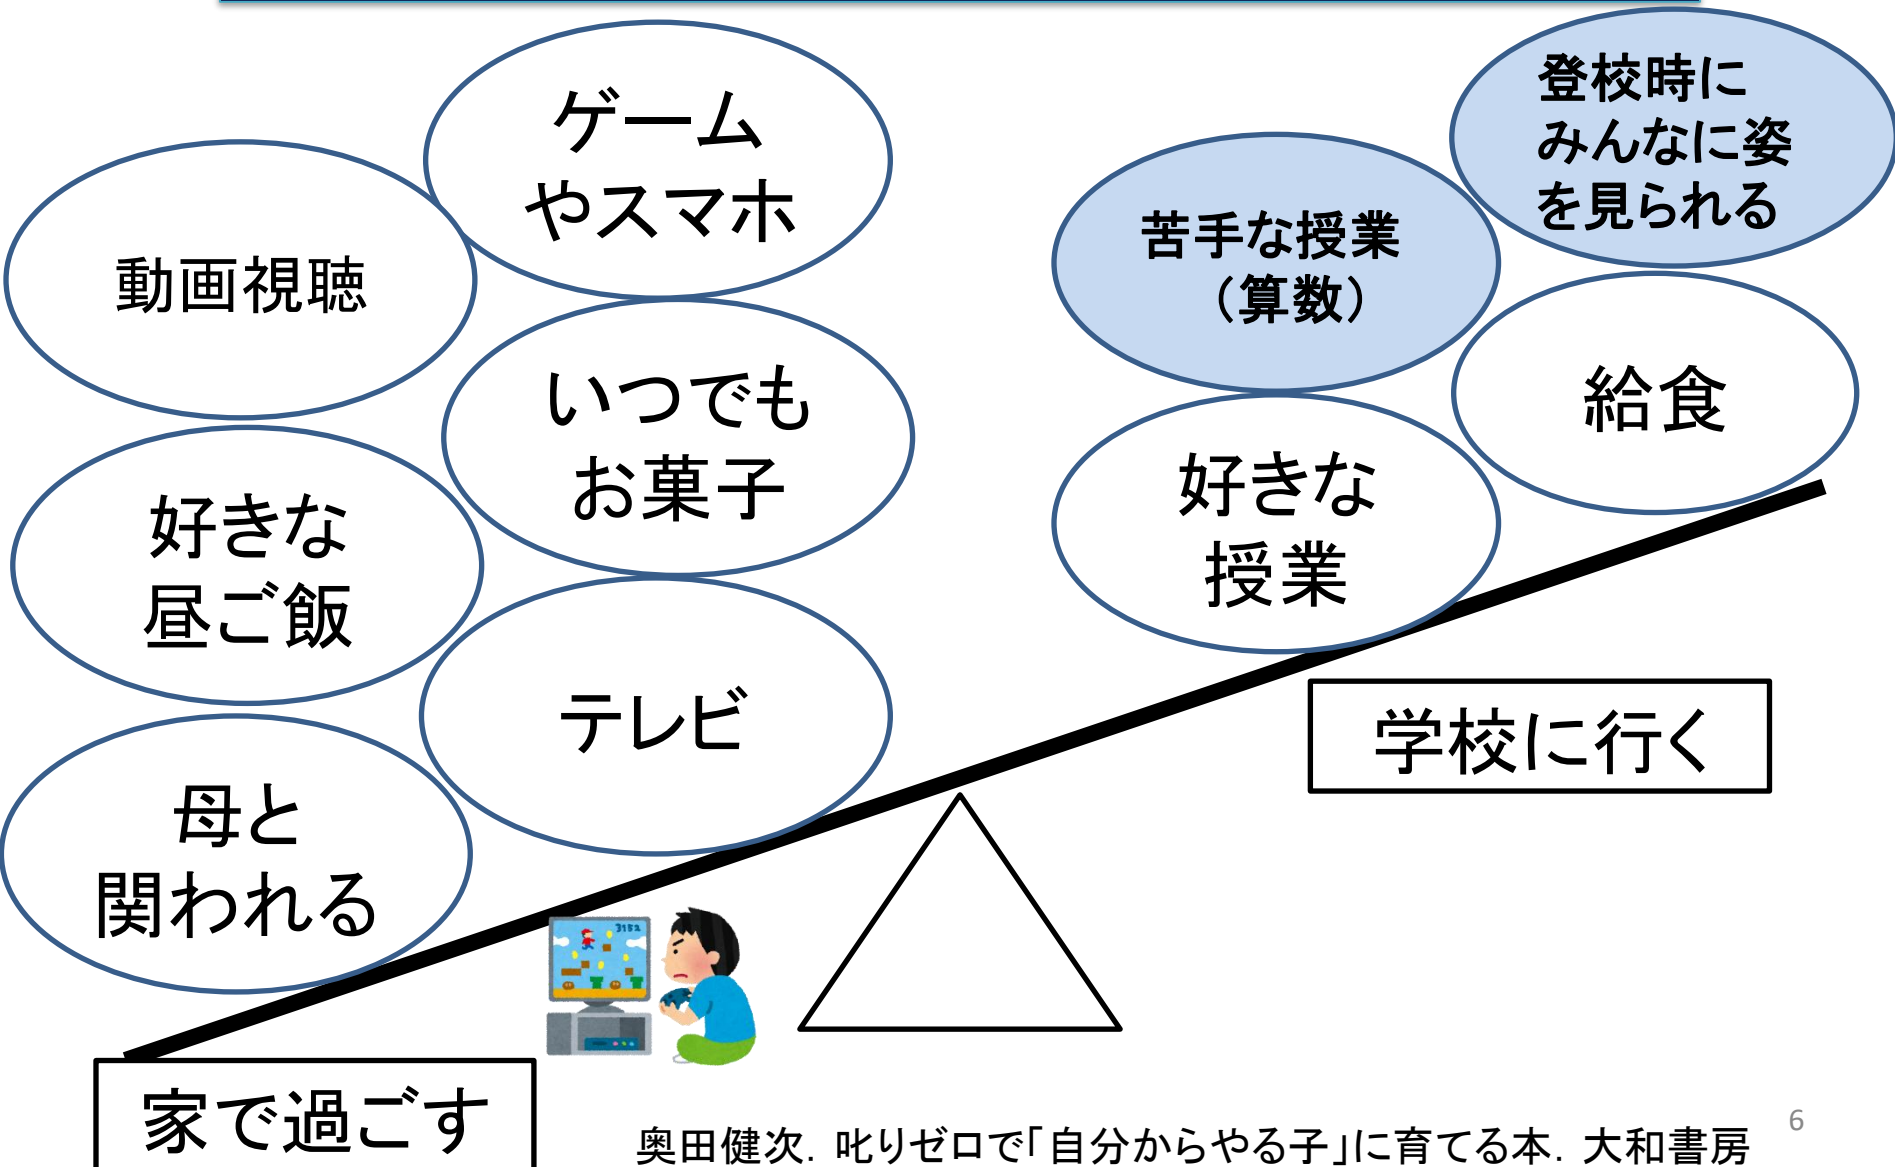 ゲーム
やスマホ
動画視聴
いつでも
お菓子
好きな
昼ご飯
テレビ
母と
関われる
家で過ごす
登校時に
みんなに姿
を見られる
苦手な授業
（算数）
給食
好きな
授業
学校に行く
3152
奥田健次．叱りゼロで「自分からやる子」に育てる本．大和書房
6